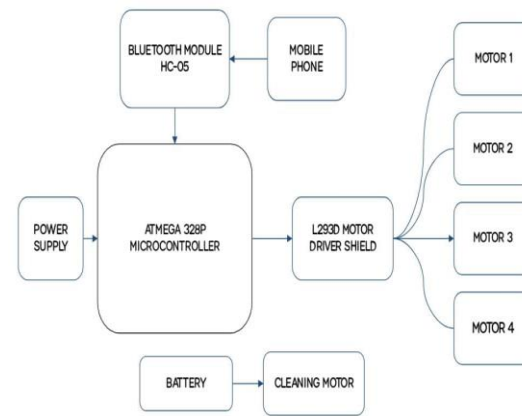 BLUETOOTH MODULE
HC-05
MOBILE
PHONE
MOTOR 1
MOTOR 2
POWER
SUPPLY
ATMEGA 328P
MICROCONTROLLER
L293D MOTOR
DRIVER SHIELD
MOTOR 3
MOTOR 4
BATTERY
CLEANING MOTOR